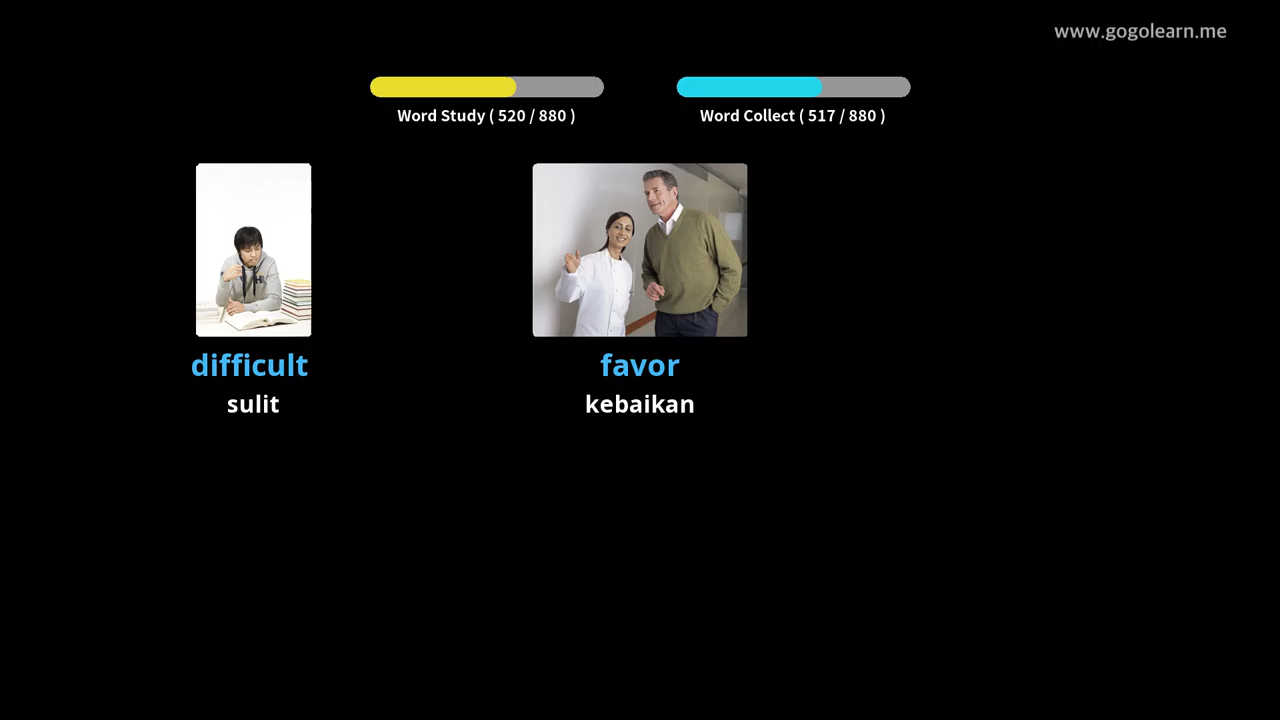 www.gogolearn.me
Word Study ( 520 / 880 )
Word Collect ( 517 / 880 )
difficult
sulit
favor
kebaikan